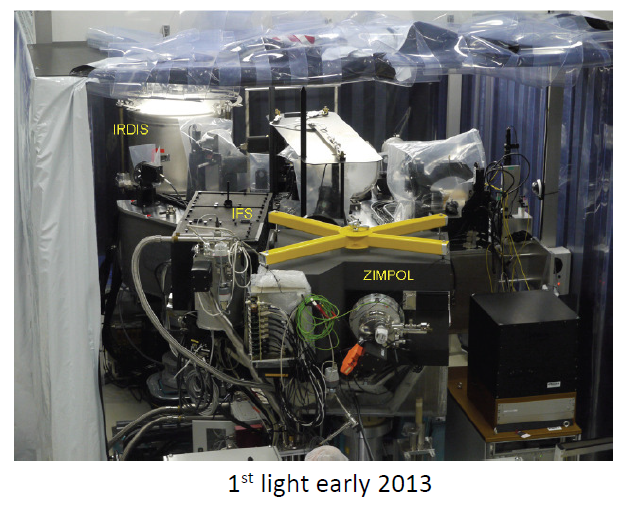 IRDIS
IFS
ZIMPOL
1st light early 2013